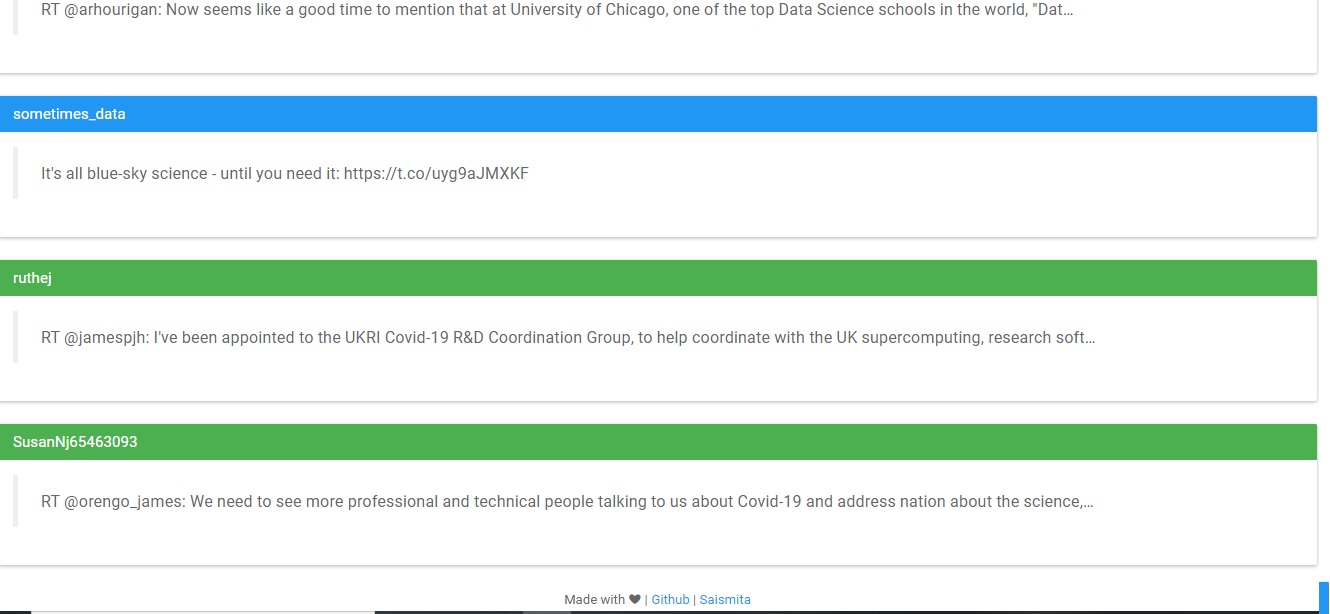 RT @arhourigan: Now seems like a good time to mention that at University of Chicago, one of the top Data Science schools in the world, "Dat…
sometimes_data
It's all blue-sky science - until you need it: https://t.co/uyg9aJMXKF
ruthej
RT @jamespjh: I've been appointed to the UKRI Covid-19 R&D Coordination Group, to help coordinate with the UK supercomputing, research soft…
SusanNj65463093
RT @orengo_james: We need to see more professional and technical people talking to us about Covid-19 and address nation about the science,…
Made with ♥ | Github | Saismita